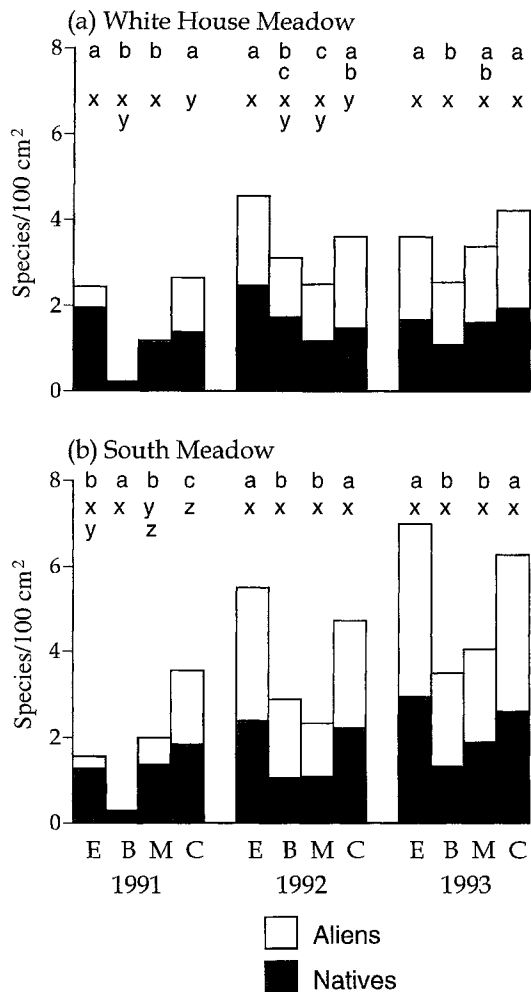 (a) White House Meadow
8
a b b a a b c a a b a a
c b b
x x x y x x x y x x x x
y y y
6
4
2
0
Species/100 cm2
(b) South Meadow
8
b a b c a b b a a b b a
x x y z x x x x x x x x
y z
6
4
2
0
Species/100 cm2
E B M C E B M C E B M C
1991 1992 1993
Aliens
Natives